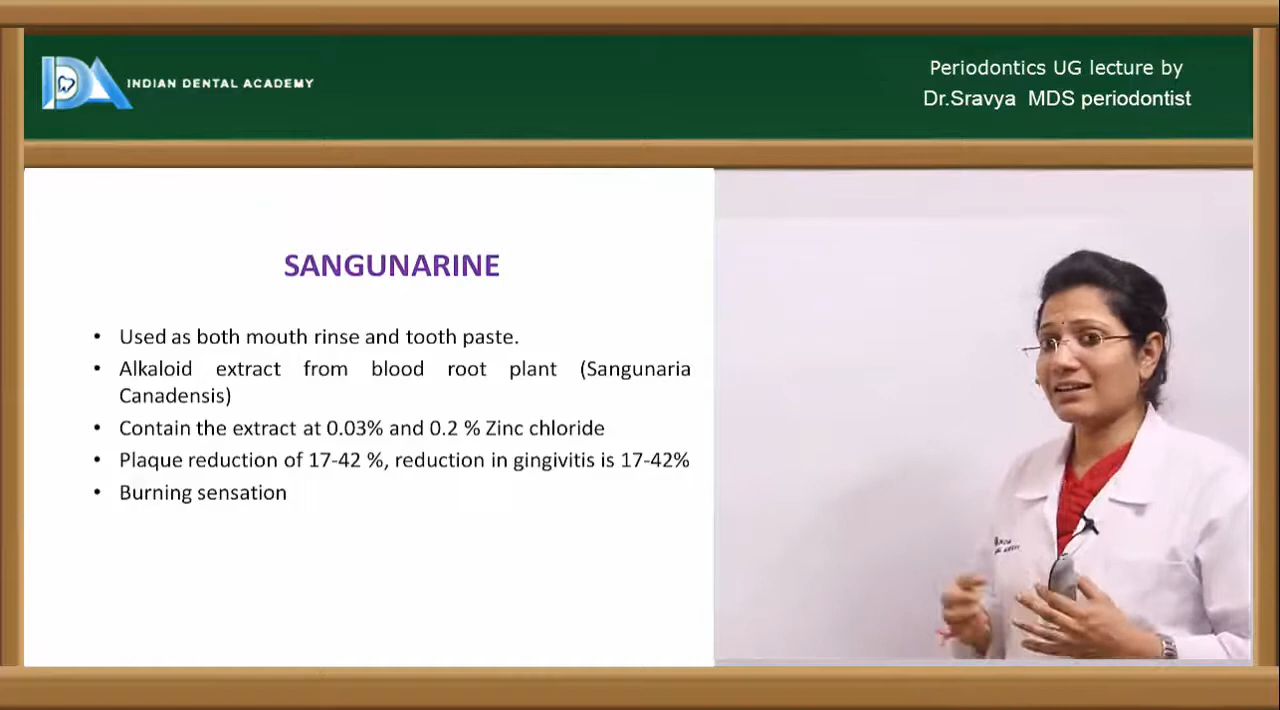 INDIAN DENTAL ACADEMY
Periodontics UG lecture by
Dr.Sravya MDS periodontist
SANGUNARINE
• Used as both mouth rinse and tooth paste.
• Alkaloid extract from blood root plant (Sangunaria
Canadensis)
• Contain the extract at 0.03% and 0.2 % Zinc chloride
• Plaque reduction of 17-42 %, reduction in gingivitis is 17-42%
• Burning sensation